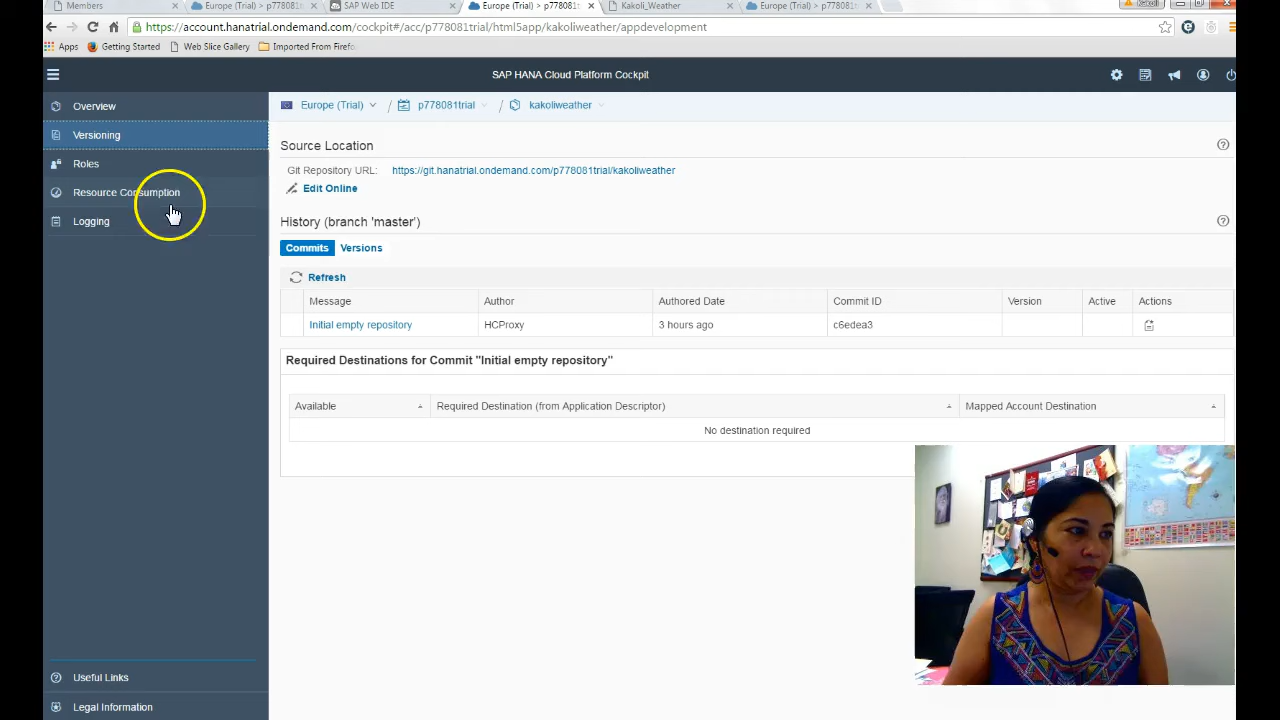 Members
Europe (Trial) > p778081t
SAP Web IDE
Europe (Trial) > p778081t
Kakoli_Weather
Europe (Trial) > p778081t
https://account.hanatrial.ondemand.com/cockpit#/acc/p778081trial/html5app/kakoliweather/appdevelopment
Apps
Getting Started
Web Slice Gallery
Imported From Firefo
SAP HANA Cloud Platform Cockpit
Overview
Versioning
Roles
Resource Consumption
Logging
Useful Links
Legal Information
Europe (Trial) / p778081trial / kakoliweather
Source Location
Git Repository URL: https://git.hanatrial.ondemand.com/p778081trial/kakoliweather
Edit Online
History (branch 'master')
Commits Versions
Refresh
Message Author Authored Date Commit ID Version Active Actions
Initial empty repository HCProxy 3 hours ago c6edea3
Required Destinations for Commit "Initial empty repository"
Available Required Destination (from Application Descriptor) Mapped Account Destination
No destination required